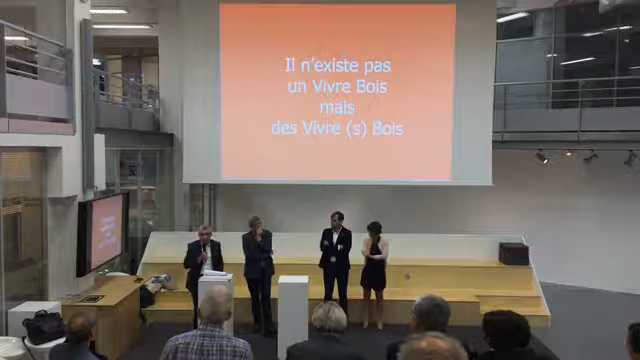 Il n'existe pas
un Vivre Bois
mais
des Vivre (s) Bois